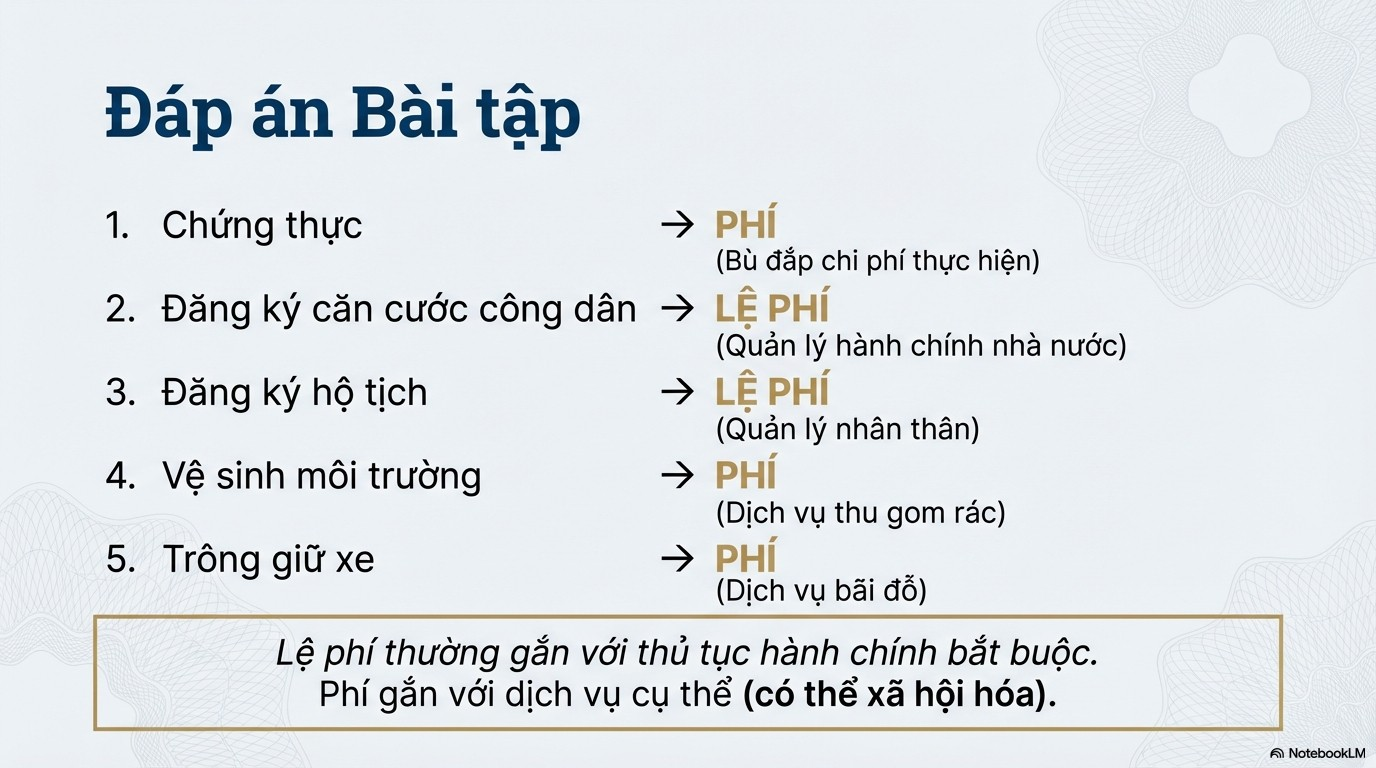 Đáp án Bài tập
1. Chứng thực → PHÍ
(Bù đắp chi phí thực hiện)
2. Đăng ký căn cước công dân → LỆ PHÍ
(Quản lý hành chính nhà nước)
3. Đăng ký hộ tịch → LỆ PHÍ
(Quản lý nhân thân)
4. Vệ sinh môi trường → PHÍ
(Dịch vụ thu gom rác)
5. Trông giữ xe → PHÍ
(Dịch vụ bãi đỗ)
Lệ phí thường gắn với thủ tục hành chính bắt buộc.
Phí gắn với dịch vụ cụ thể (có thể xã hội hóa).
NotebookLM